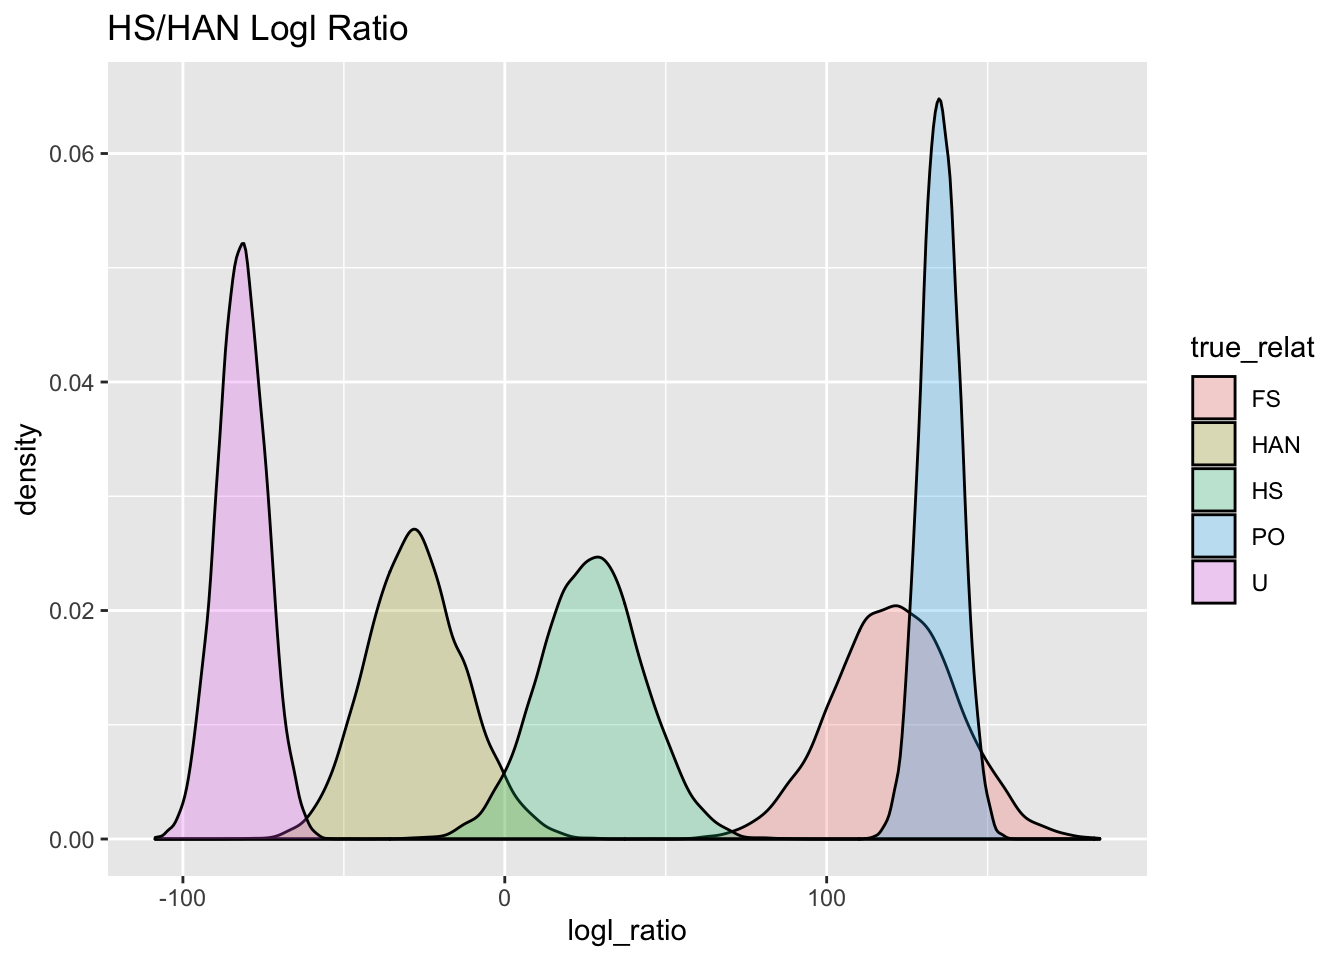 HS/HAN Logl Ratio
0.06
0.04
0.02
0.00
density
-100 0 100
logl_ratio
true_relat
FS
HAN
HS
PO
U